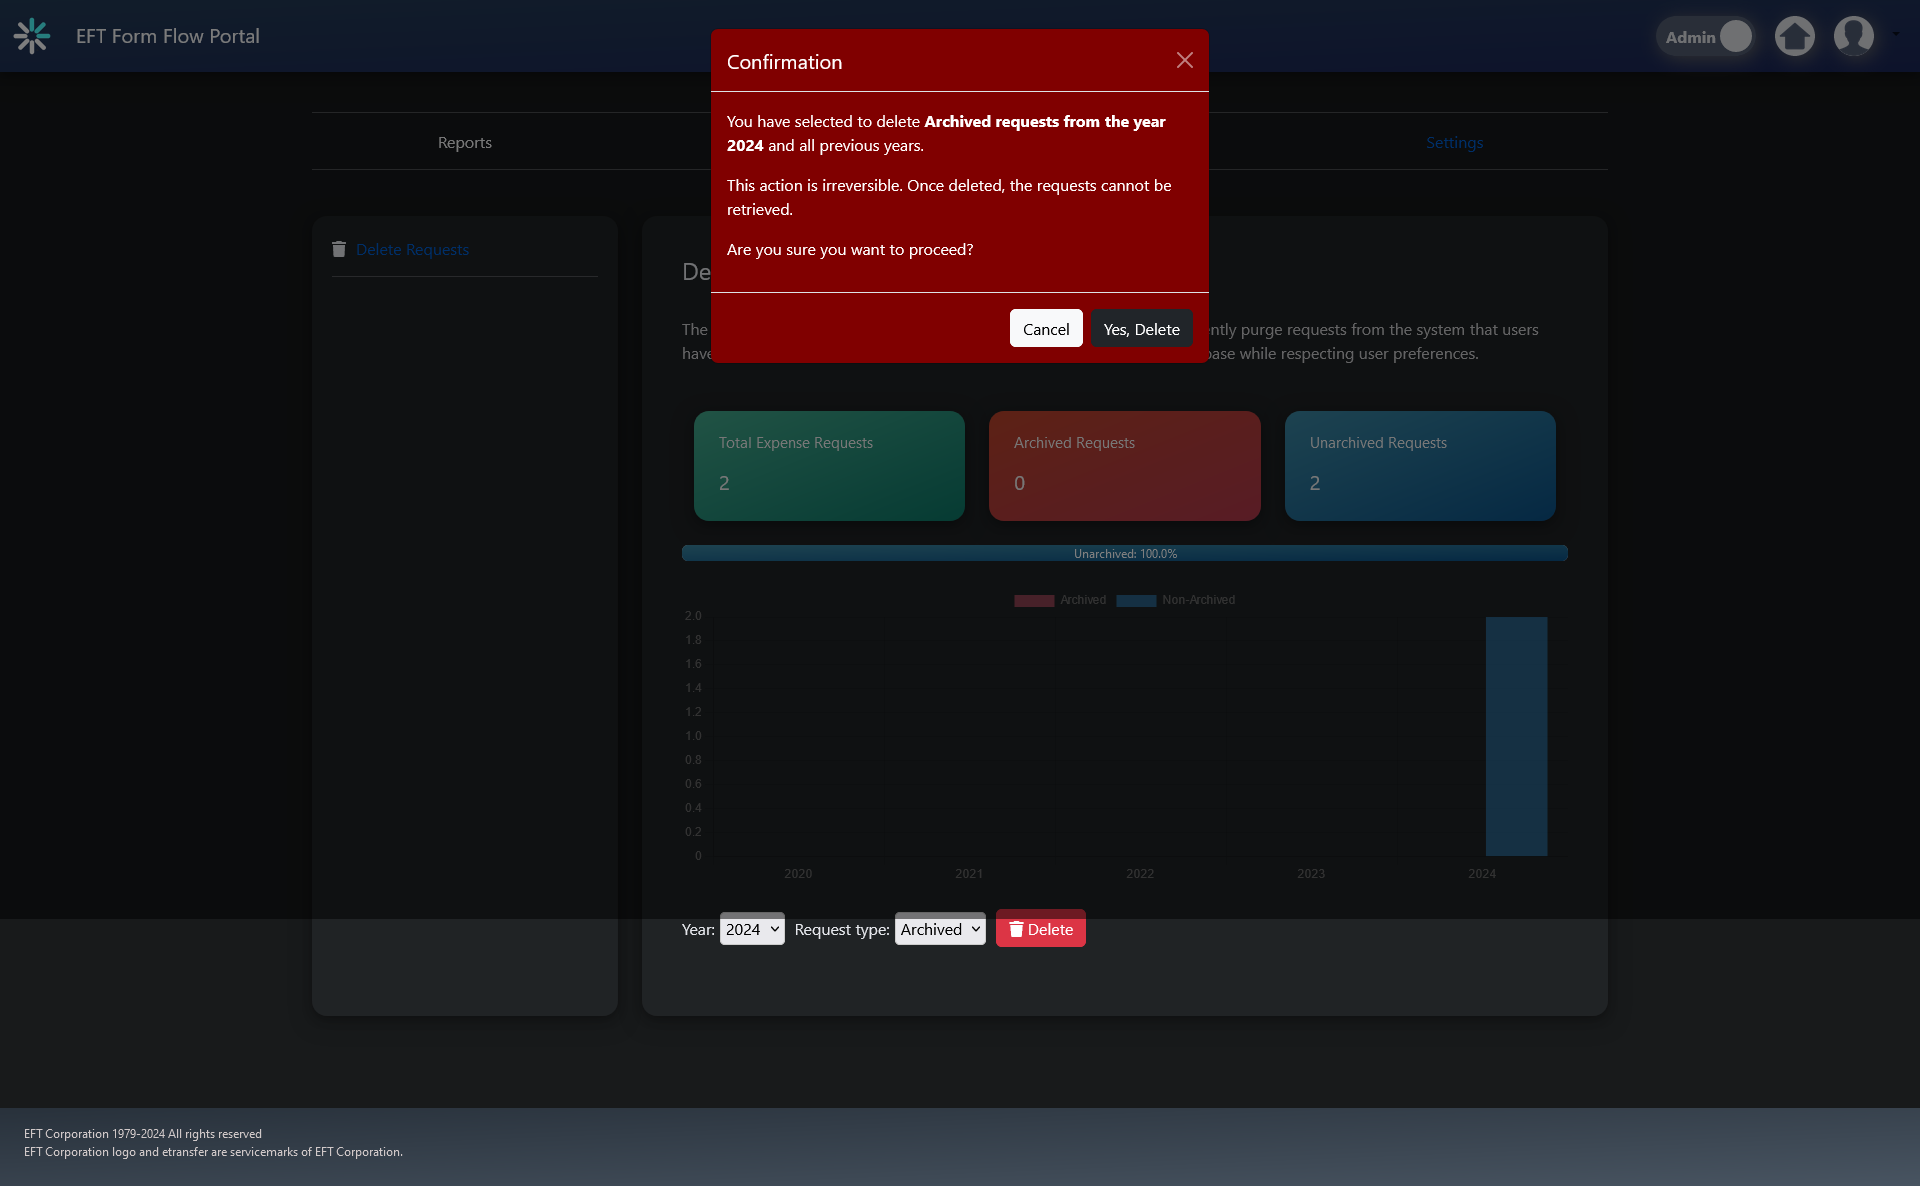 EFT Form Flow Portal
Admin
Confirmation
You have selected to delete Archived requests from the year
2024 and all previous years.
This action is irreversible. Once deleted, the requests cannot be
retrieved.
Are you sure you want to proceed?
Cancel
Yes, Delete
Reports
Settings
Delete Requests
De
The
ntly purge requests from the system that users
have
base while respecting user preferences.
Total Expense Requests
2
Archived Requests
0
Unarchived Requests
2
Unarchived: 100.0%
Archived
Non-Archived
2.0
1.8
1.6
1.4
1.2
1.0
0.8
0.6
0.4
0.2
0
2020
2021
2022
2023
2024
Year: 2024 Request type: Archived Delete
EFT Corporation 1979-2024 All rights reserved
EFT Corporation logo and etransfer are servicemarks of EFT Corporation.